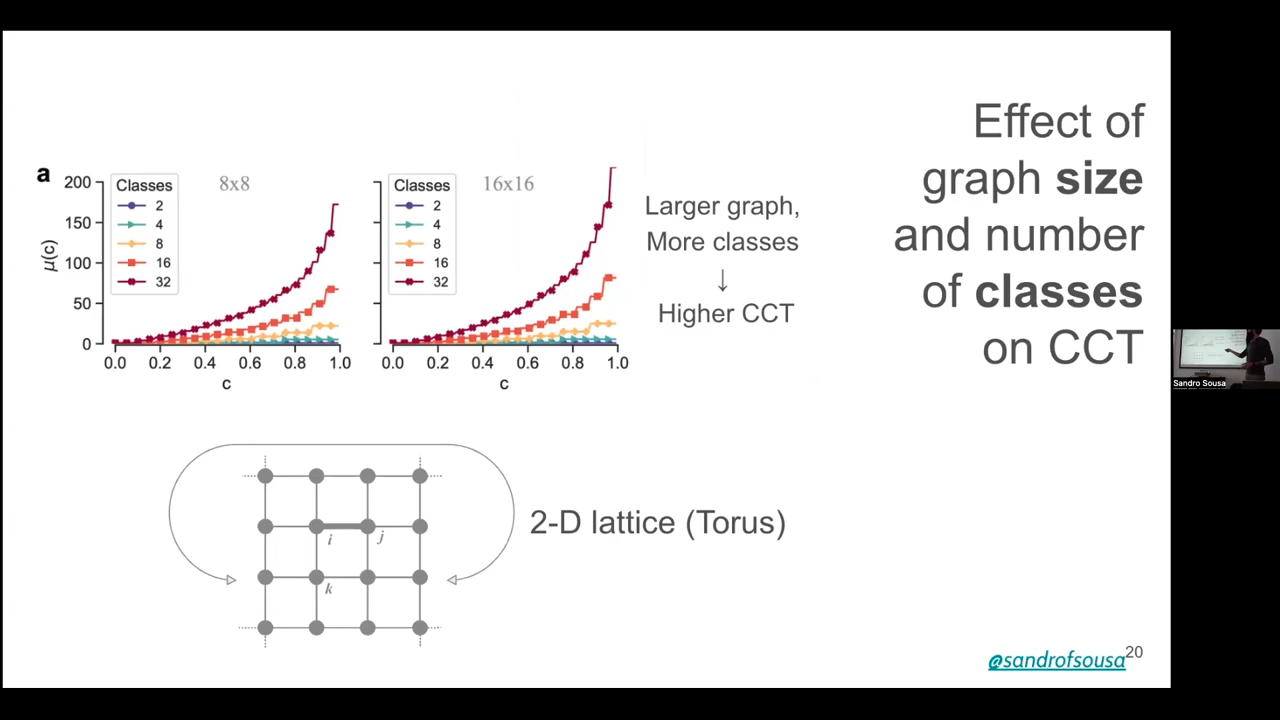 Effect of
graph size
and number
of classes
on CCT
a
μ(c)
200
150
100
50
0
Classes
2
4
8
16
32
8x8
0.0 0.2 0.4 0.6 0.8 1.0
c
Classes
2
4
8
16
32
16x16
0.0 0.2 0.4 0.6 0.8 1.0
c
Larger graph,
More classes
↓
Higher CCT
i
j
k
2-D lattice (Torus)
@sandrofsousa
20
Sandro Sousa